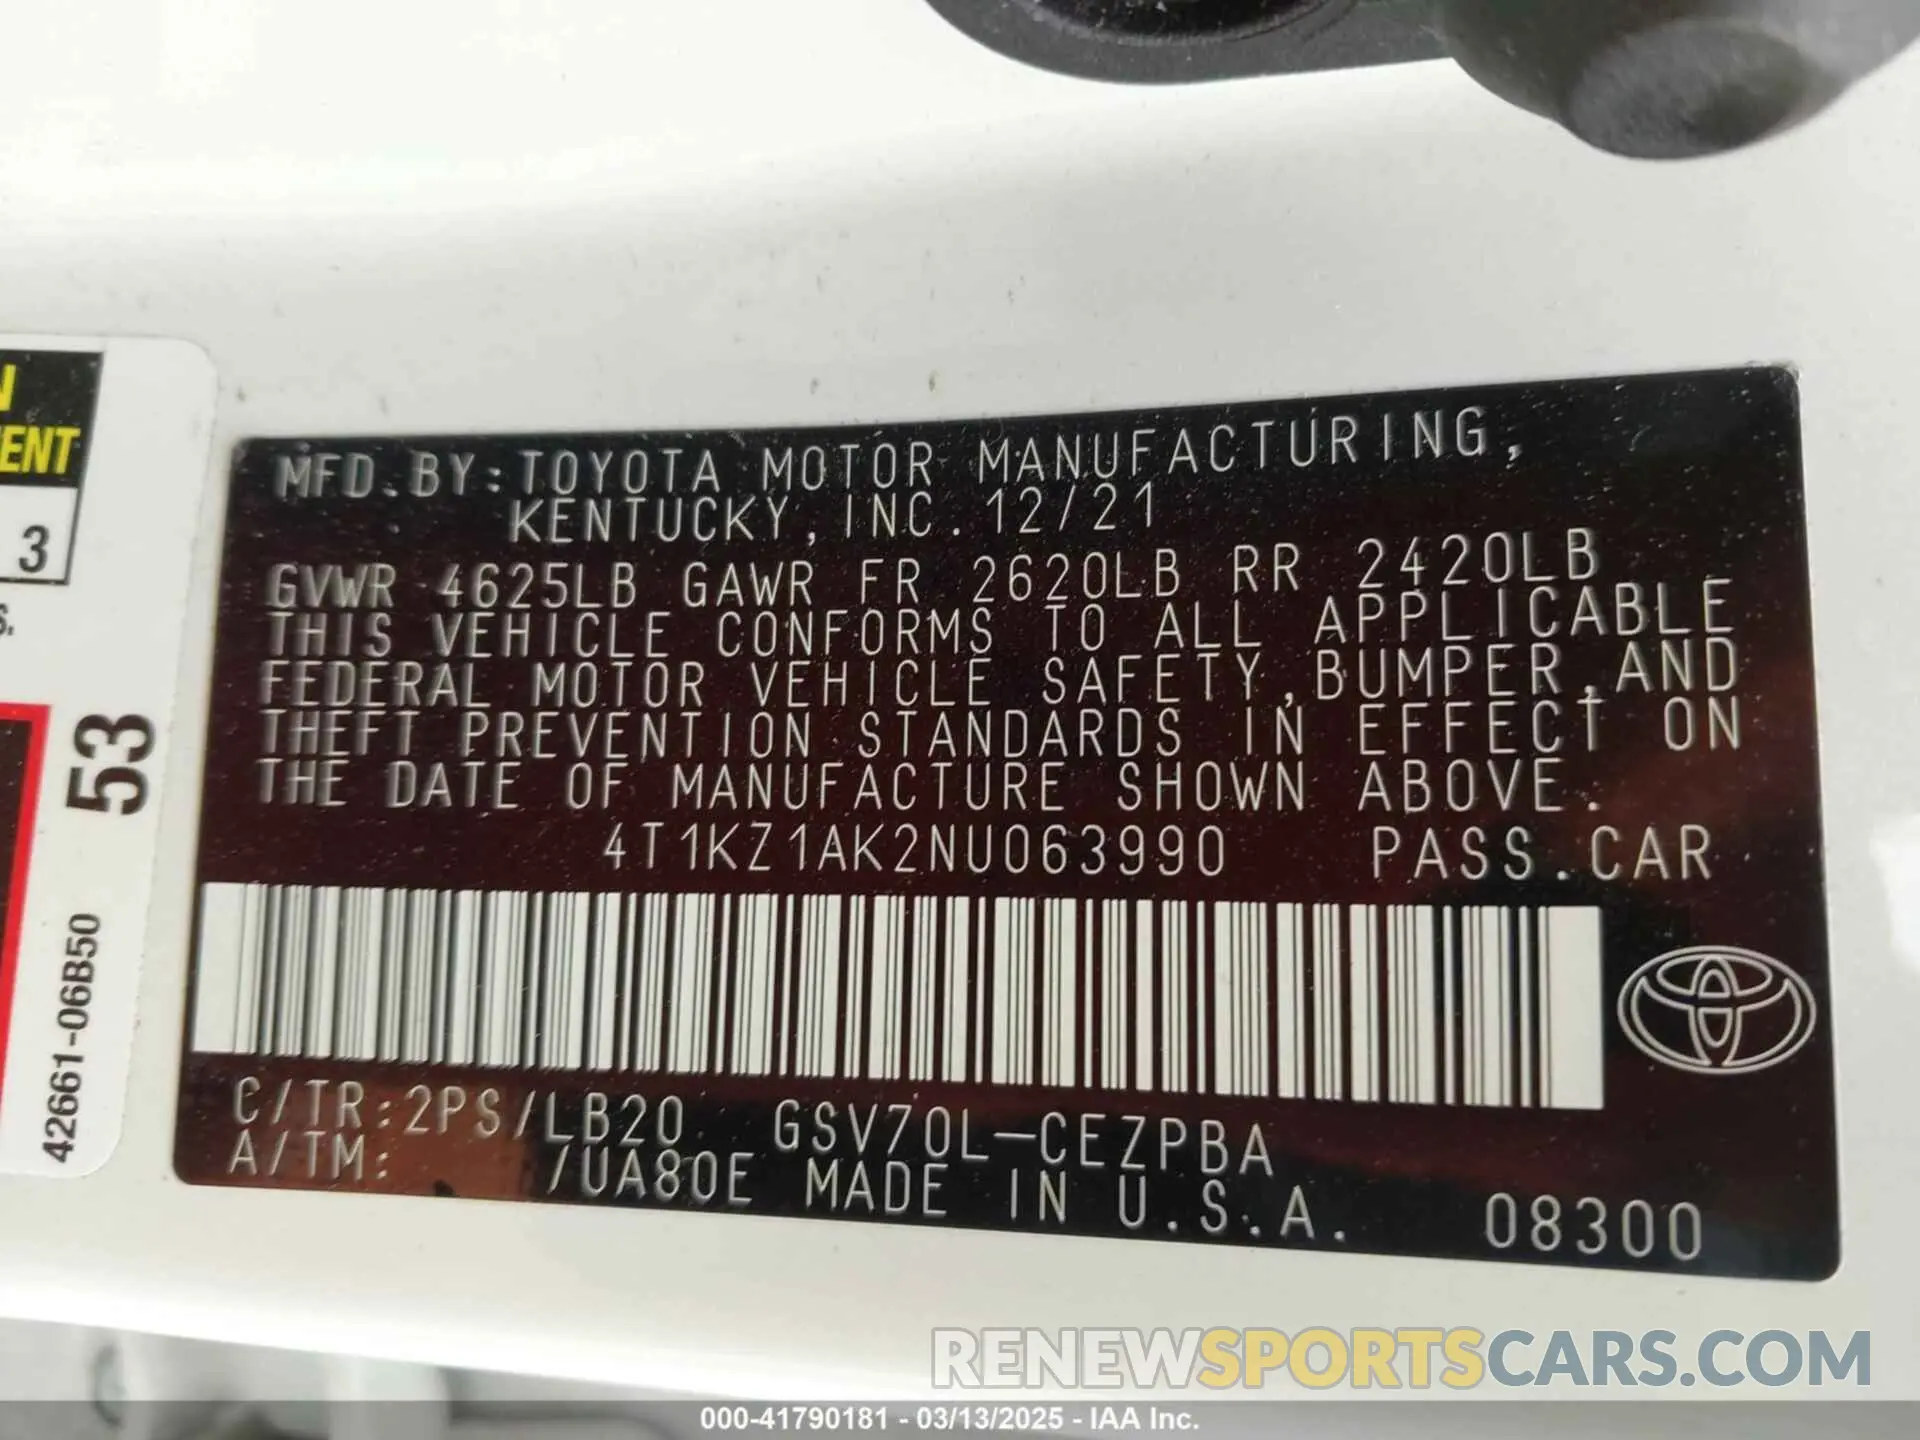 N
ENT
3
S.
53
42661-06B50
MFD.BY:TOYOTA MOTOR MANUFACTURING,
KENTUCKY,INC.12/21
GVWR 4625LB GAWR FR 2620LB RR 2420LB
THIS VEHICLE CONFORMS TO ALL APPLICABLE
FEDERAL MOTOR VEHICLE SAFETY,BUMPER,AND
THEFT PREVENTION STANDARDS IN EFFECT ON
THE DATE OF MANUFACTURE SHOWN ABOVE.
4T1KZ1AK2NU063990 PASS.CAR
C/TR:2PS/LB20 GSV70L-CEZPBA
A/TM: /UA80E MADE IN U.S.A. 08300
RENEWSPORTSCARS.COM
000-41790181 - 03/13/2025 - IAA Inc.